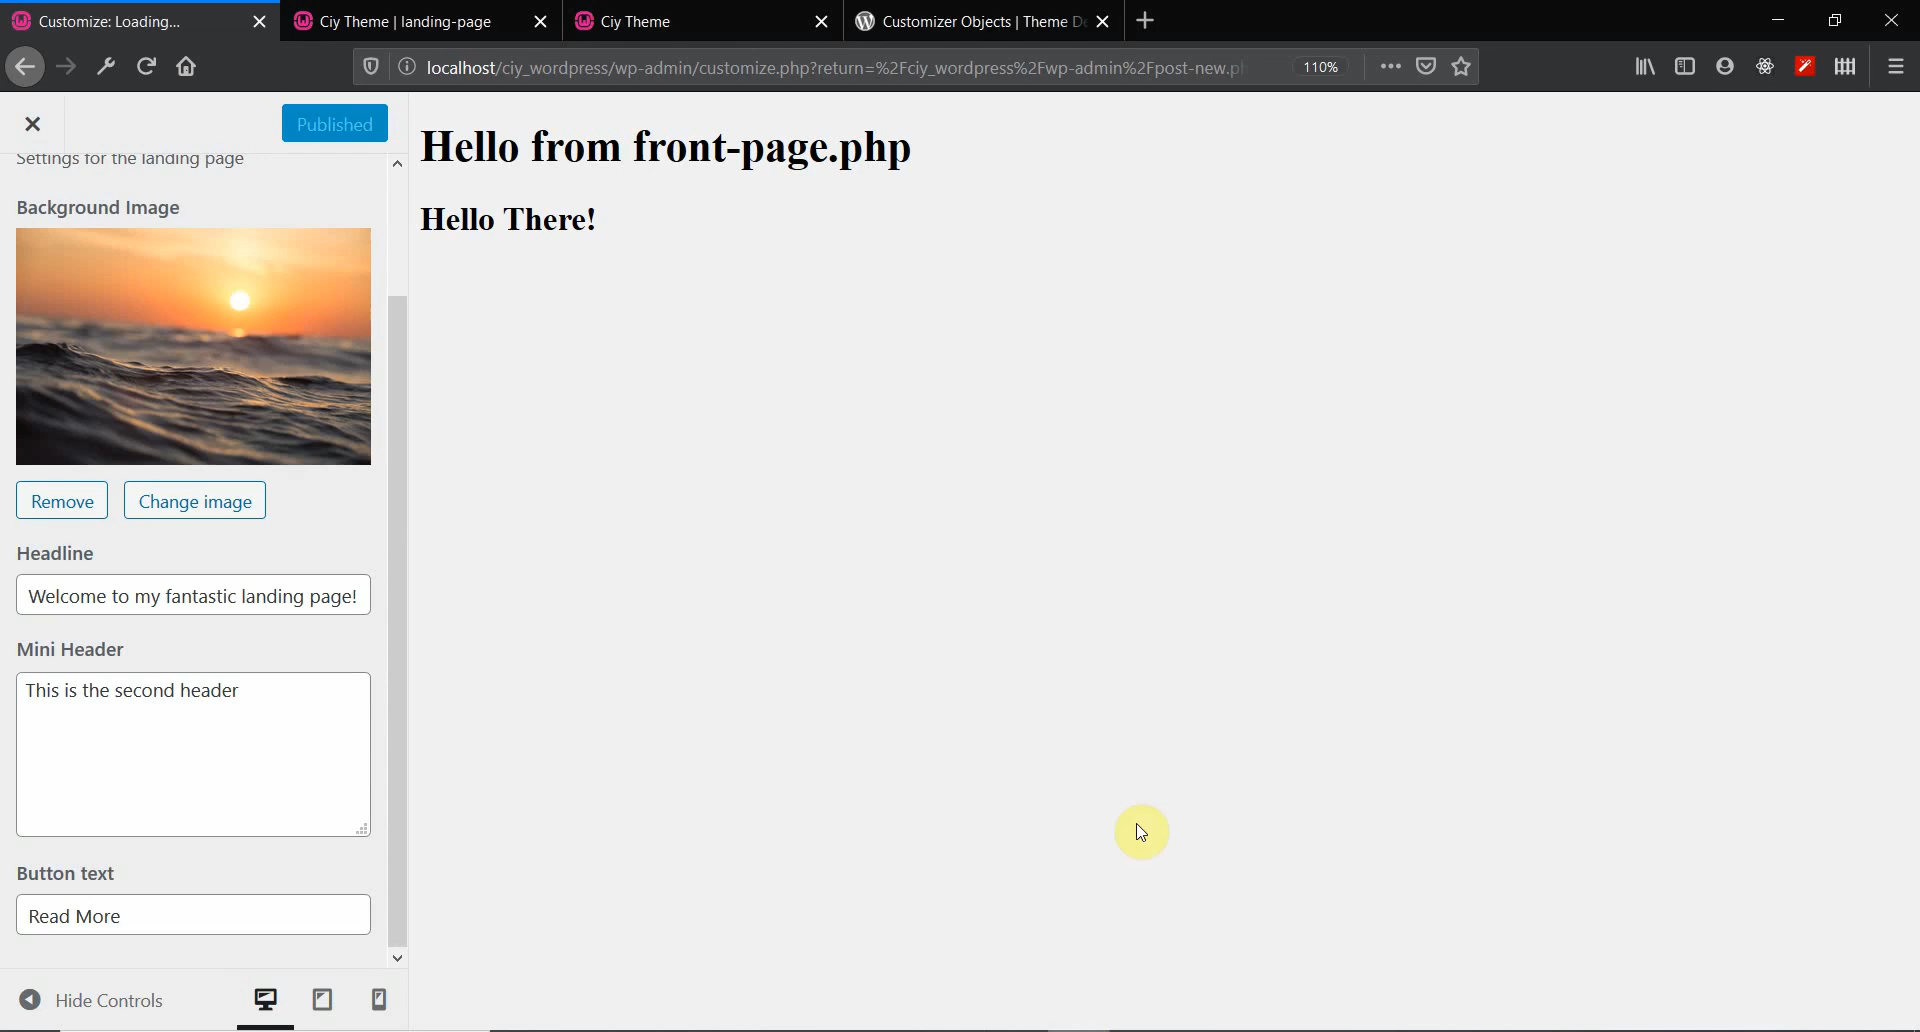 Customize: Loading...
Ciy Theme | landing-page
Ciy Theme
Customizer Objects | Theme De
localhost/ciy_wordpress/wp-admin/customize.php?return=%2Fciy_wordpress%2Fwp-admin%2Fpost-new.ph
110%
Published
Settings for the landing page
Background Image
Remove
Change image
Headline
Welcome to my fantastic landing page!
Mini Header
This is the second header
Button text
Read More
Hide Controls
Hello from front-page.php
Hello There!